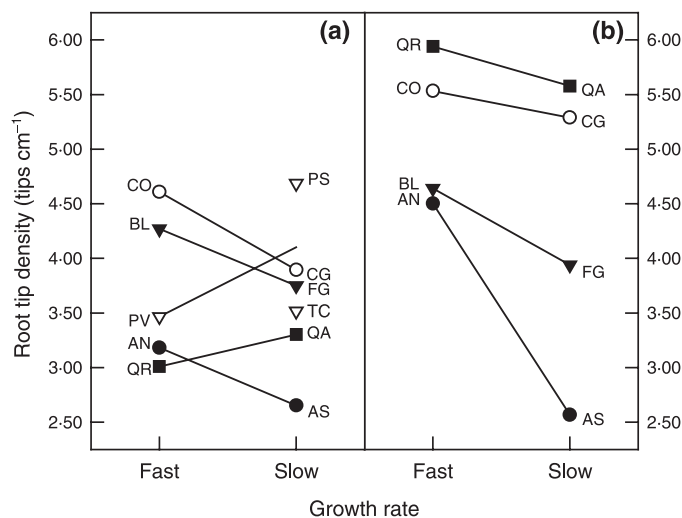 (a)
(b)
6·00
5·50
5·00
4·50
4·00
3·50
3·00
2·50
Root tip density (tips cm⁻¹)
CO
BL
PV
AN
QR
PS
CG
FG
TC
QA
AS
QR
CO
BL
AN
QA
CG
FG
AS
6·00
5·50
5·00
4·50
4·00
3·50
3·00
2·50
Fast Slow Fast Slow
Growth rate